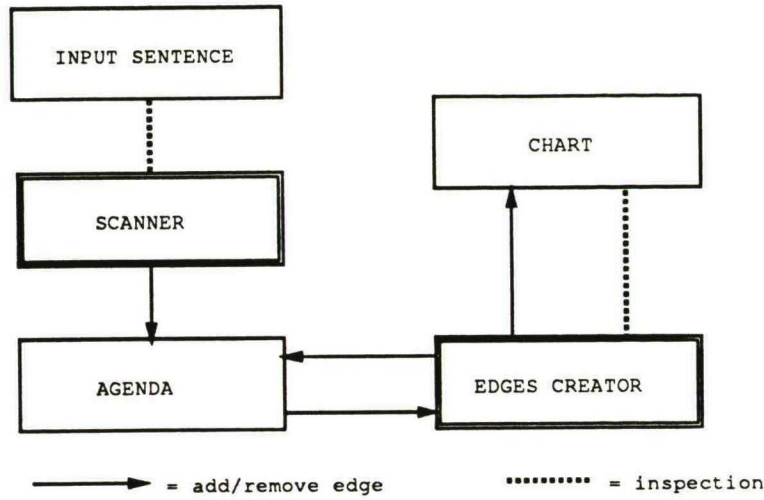 INPUT SENTENCE
CHART
SCANNER
AGENDA
EDGES CREATOR
= add/remove edge
= inspection